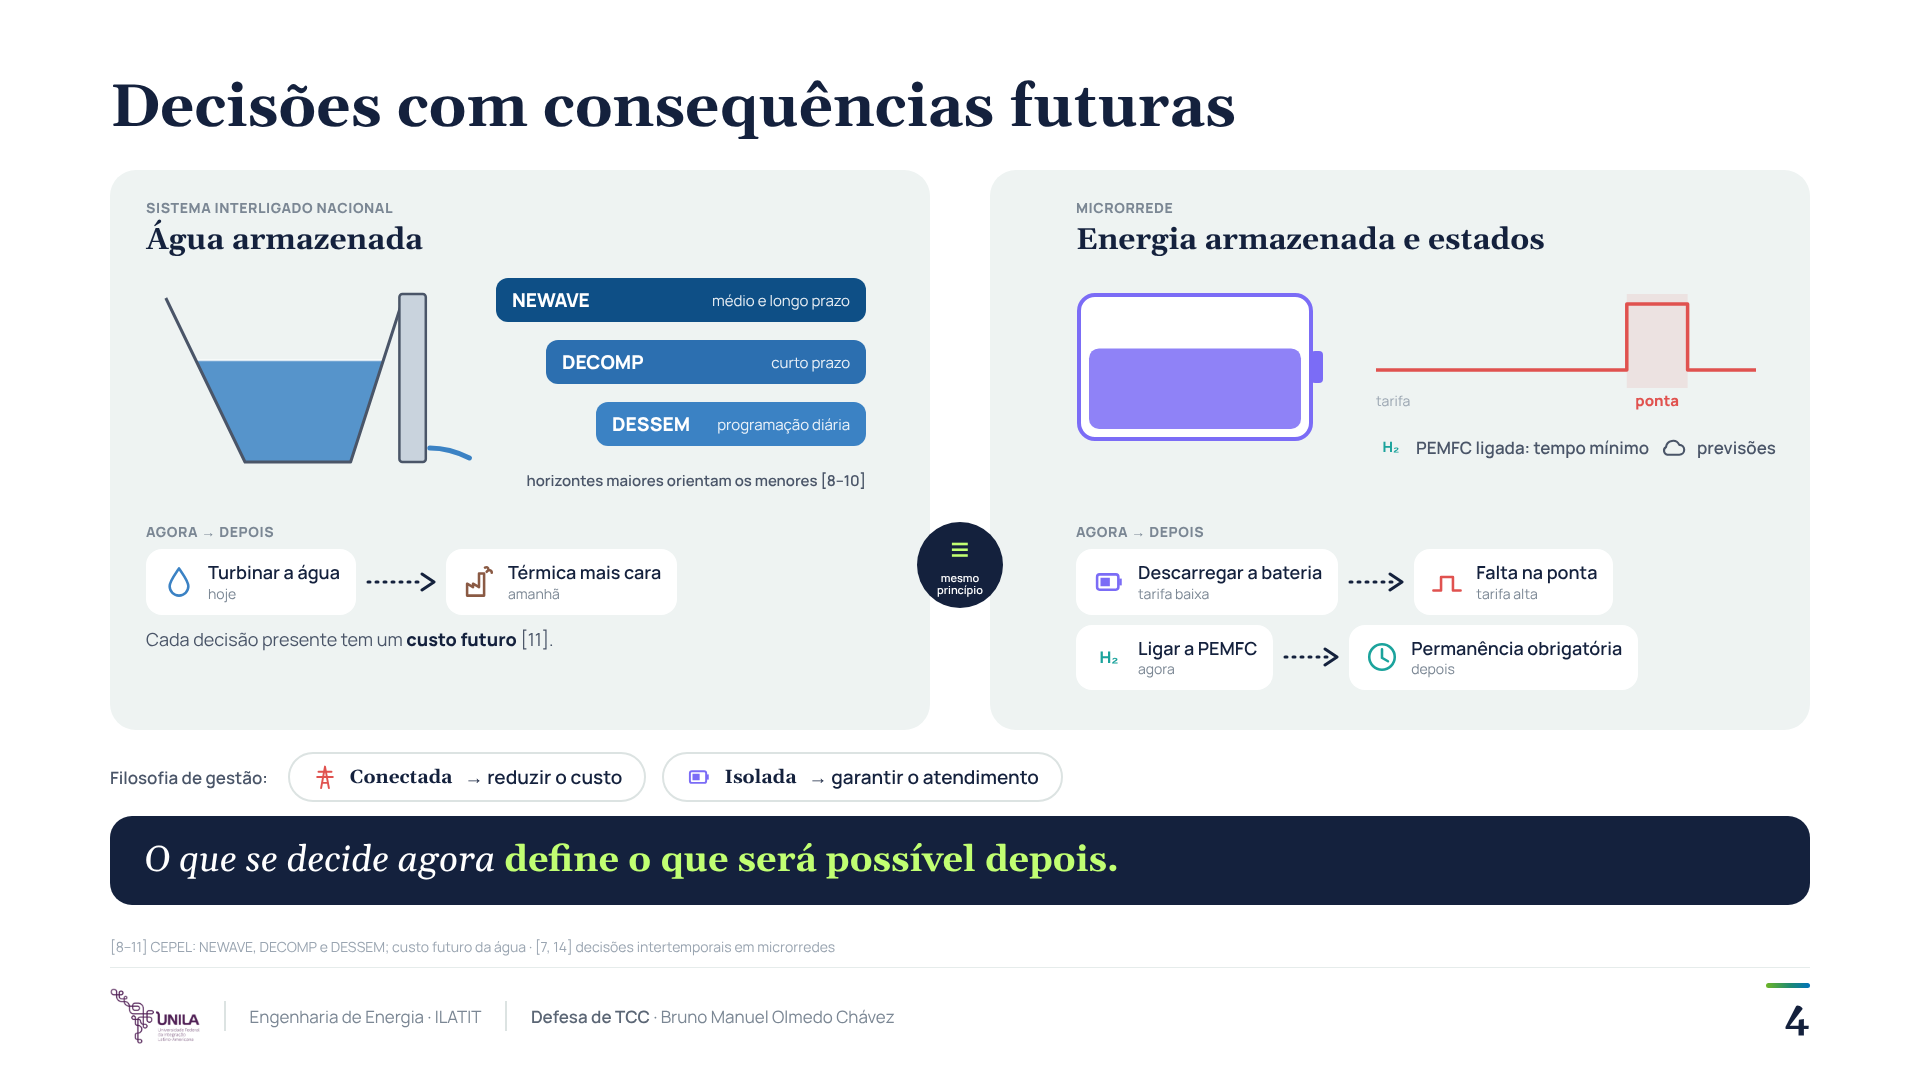 Decisões com consequências futuras
SISTEMA INTERLIGADO NACIONAL
Água armazenada
NEWAVE médio e longo prazo
DECOMP curto prazo
DESSEM programação diária
horizontes maiores orientam os menores [8–10]
AGORA → DEPOIS
Turbinar a água
hoje
Térmica mais cara
amanhã
Cada decisão presente tem um custo futuro [11].
mesmo
princípio
MICRORREDE
Energia armazenada e estados
tarifa
ponta
H₂ PEMFC ligada: tempo mínimo previsões
AGORA → DEPOIS
Descarregar a bateria
tarifa baixa
Falta na ponta
tarifa alta
H₂ Ligar a PEMFC
agora
Permanência obrigatória
depois
Filosofia de gestão: Conectada → reduzir o custo Isolada → garantir o atendimento
O que se decide agora define o que será possível depois.
[8–11] CEPEL: NEWAVE, DECOMP e DESSEM; custo futuro da água · [7, 14] decisões intertemporais em microrredes
UNILA
Universidade Federal
da Integração
Latino-Americana
Engenharia de Energia · ILATIT
Defesa de TCC · Bruno Manuel Olmedo Chávez
4